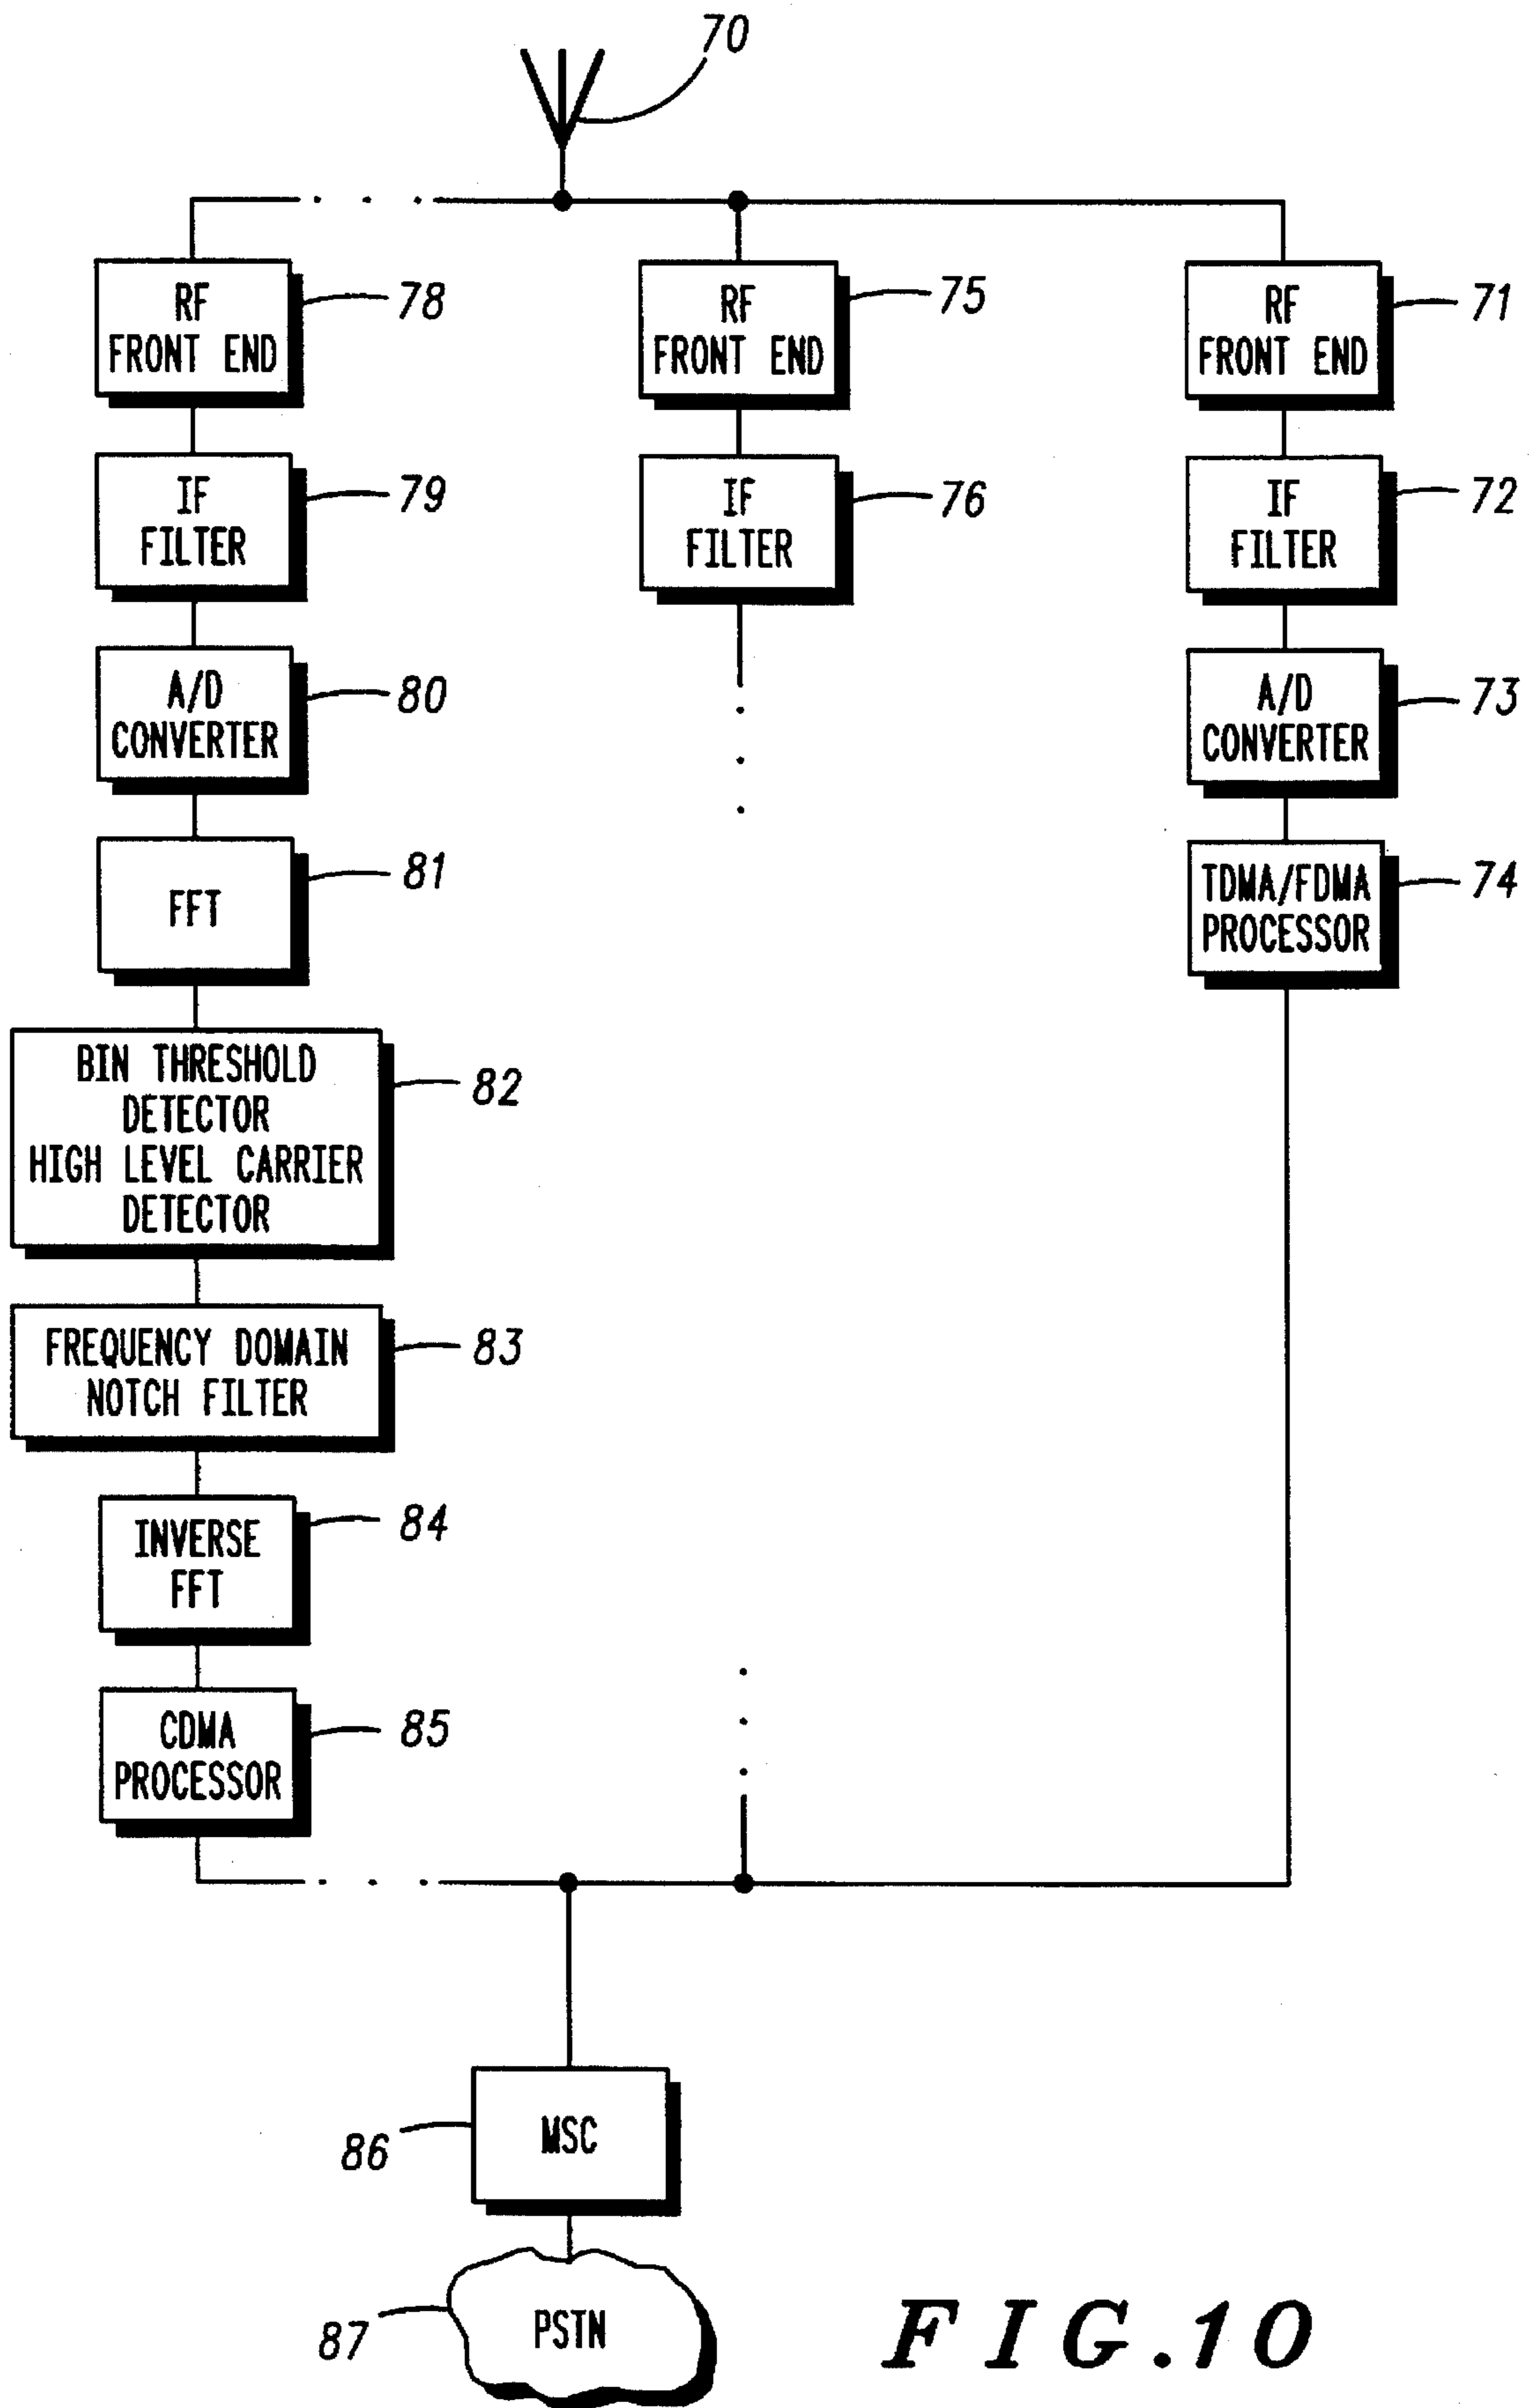 70
RF
FRONT END
78
RF
FRONT END
75
RF
FRONT END
71
IF
FILTER
79
IF
FILTER
76
IF
FILTER
72
A/D
CONVERTER
80
A/D
CONVERTER
73
FFT
81
TDMA/FDMA
PROCESSOR
74
BIN THRESHOLD
DETECTOR
HIGH LEVEL CARRIER
DETECTOR
82
FREQUENCY DOMAIN
NOTCH FILTER
83
INVERSE
FFT
84
CDMA
PROCESSOR
85
MSC
86
PSTN
87
FIG.10